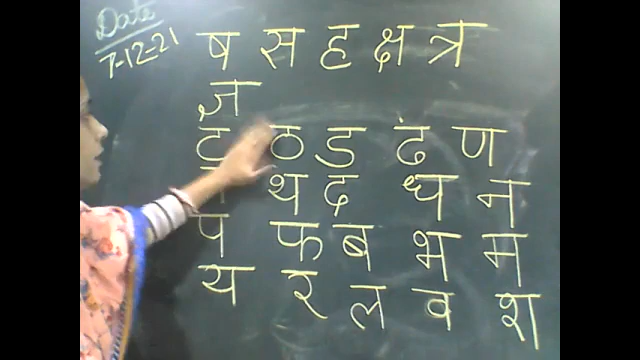 Date
7-12-21
ष स ह क्ष त्र
ज्ञ
ट ठ ड ढं ण
थ द ध न
प फ ब भ म
य र ल व श